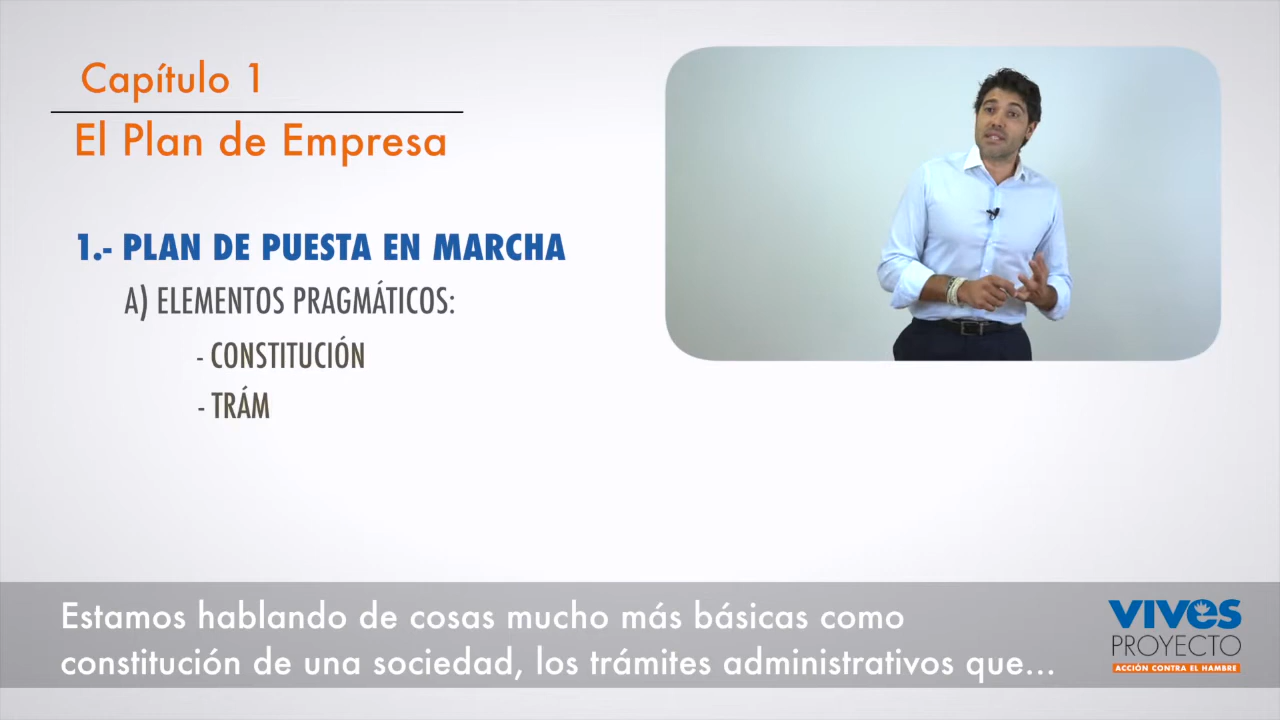 Capítulo 1
El Plan de Empresa
1.- PLAN DE PUESTA EN MARCHA
A) ELEMENTOS PRAGMÁTICOS:
- CONSTITUCIÓN
- TRÁM
Estamos hablando de cosas mucho más básicas como
constitución de una sociedad, los trámites administrativos que...
VIVES
PROYECTO
ACCIÓN CONTRA EL HAMBRE